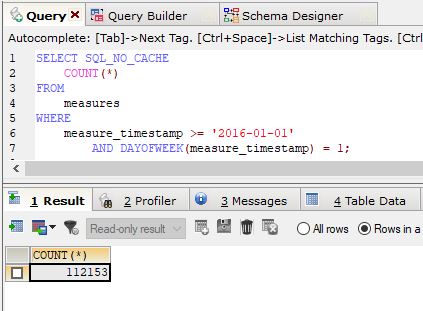 Query Query Builder Schema Designer
Autocomplete: [Tab]->Next Tag. [Ctrl+Space]->List Matching Tags. [Ctrl
1 SELECT SQL_NO_CACHE
2 COUNT(*)
3 FROM
4 measures
5 WHERE
6 measure_timestamp >= '2016-01-01'
7 AND DAYOFWEEK(measure_timestamp) = 1;
1 Result 2 Profiler 3 Messages 4 Table Data
Read-only result All rows Rows in a
COUNT(*)
112153